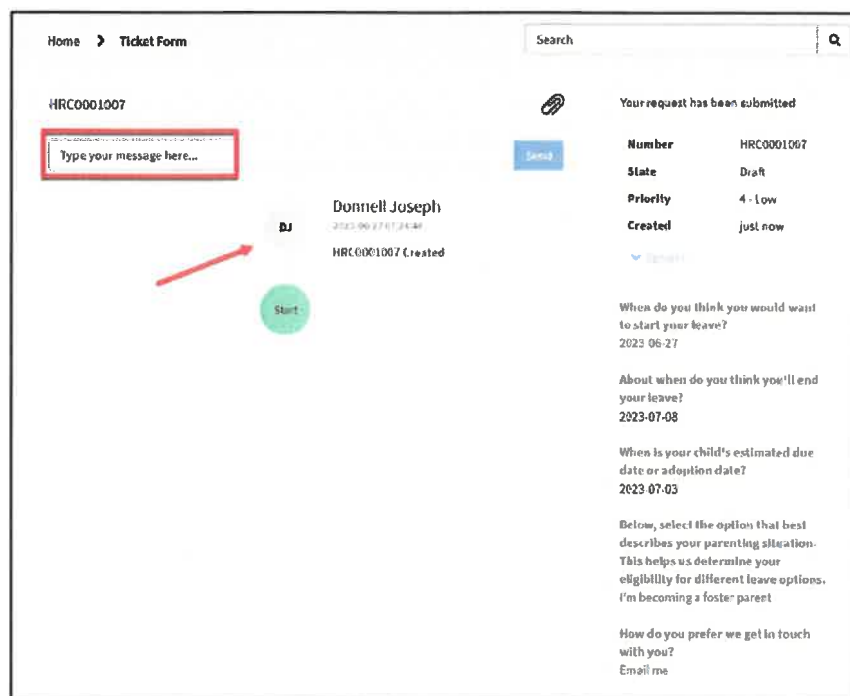 Home > Ticket Form
Search
HRC0001007
Type your message here...
Send
DJ
Donnell Joseph
HRC0001007 Created
Start
Your request has been submitted
Number HRC0001007
State Draft
Priority 4 - Low
Created just now
When do you think you would want
to start your leave?
2023-06-27
About when do you think you'll end
your leave?
2023-07-08
When is your child's estimated due
date or adoption date?
2023-07-03
Below, select the option that best
describes your parenting situation.
This helps us determine your
eligibility for different leave options.
I'm becoming a foster parent
How do you prefer we get in touch
with you?
Email me